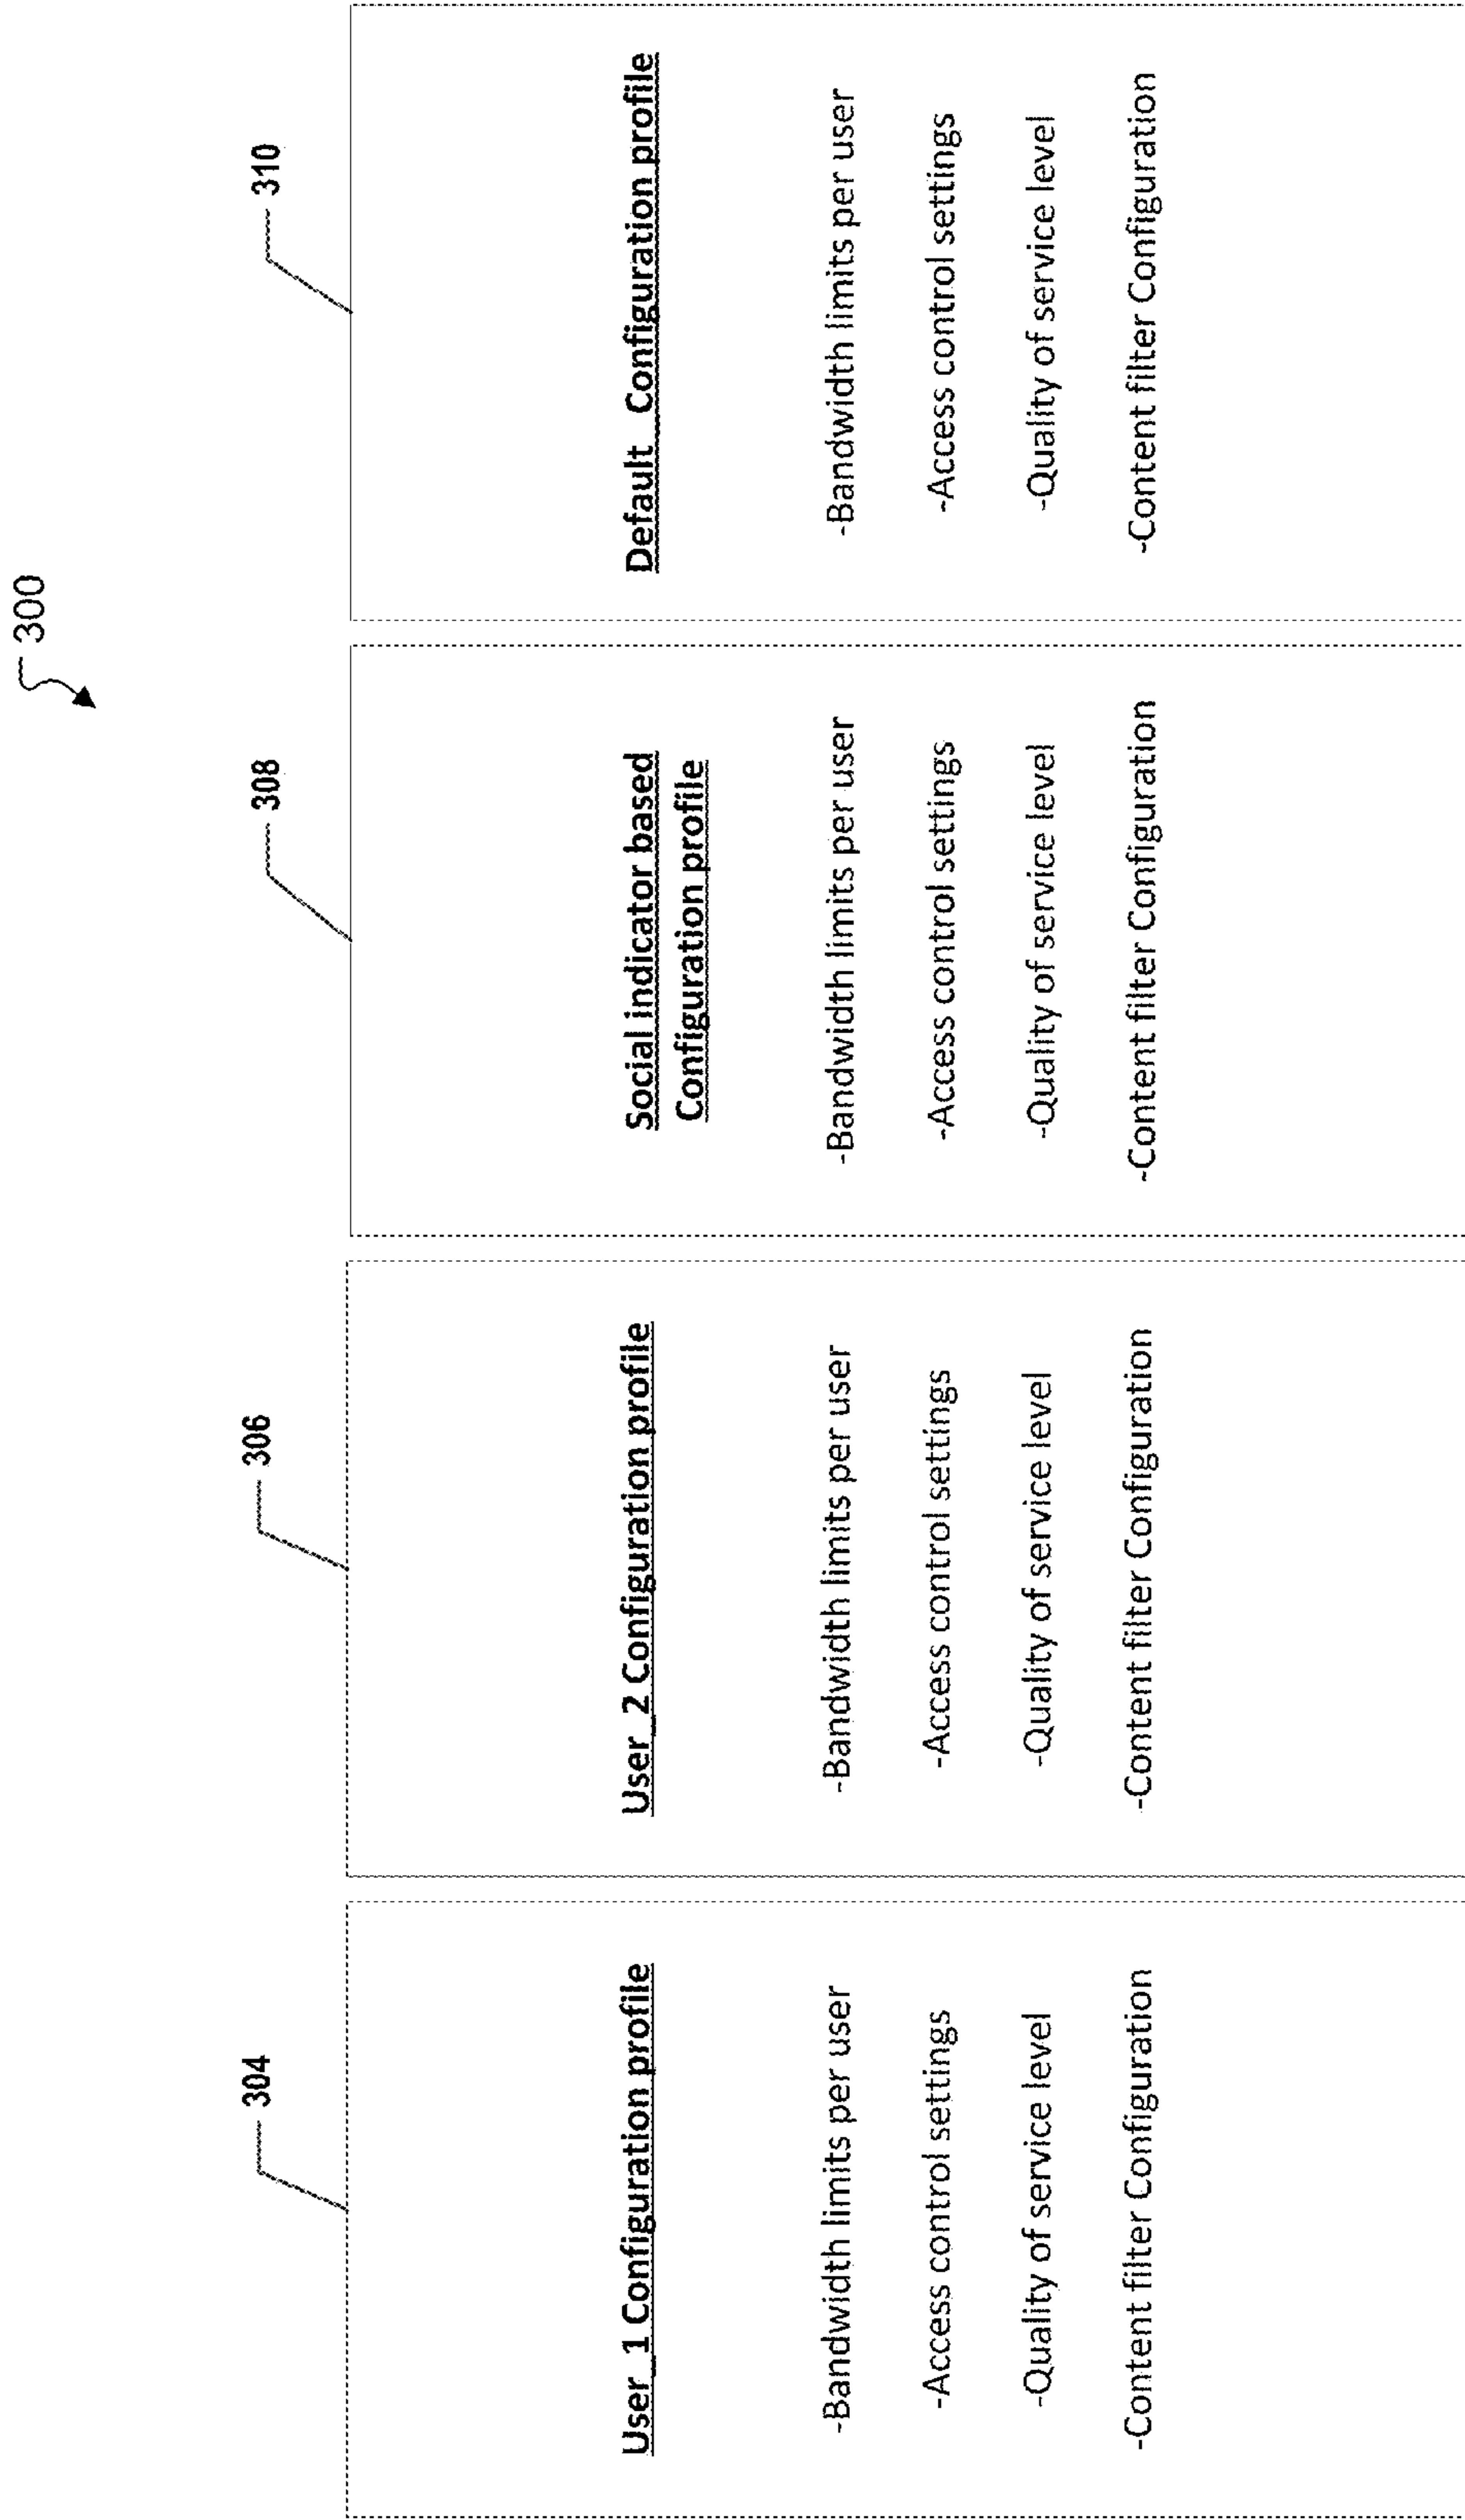 300
304
User_1 Configuration profile
-Bandwidth limits per user
-Access control settings
-Quality of service level
-Content filter Configuration
306
User_2 Configuration profile
-Bandwidth limits per user
-Access control settings
-Quality of service level
-Content filter Configuration
308
Social indicator based
Configuration profile
-Bandwidth limits per user
-Access control settings
-Quality of service level
-Content filter Configuration
310
Default Configuration profile
-Bandwidth limits per user
-Access control settings
-Quality of service level
-Content filter Configuration